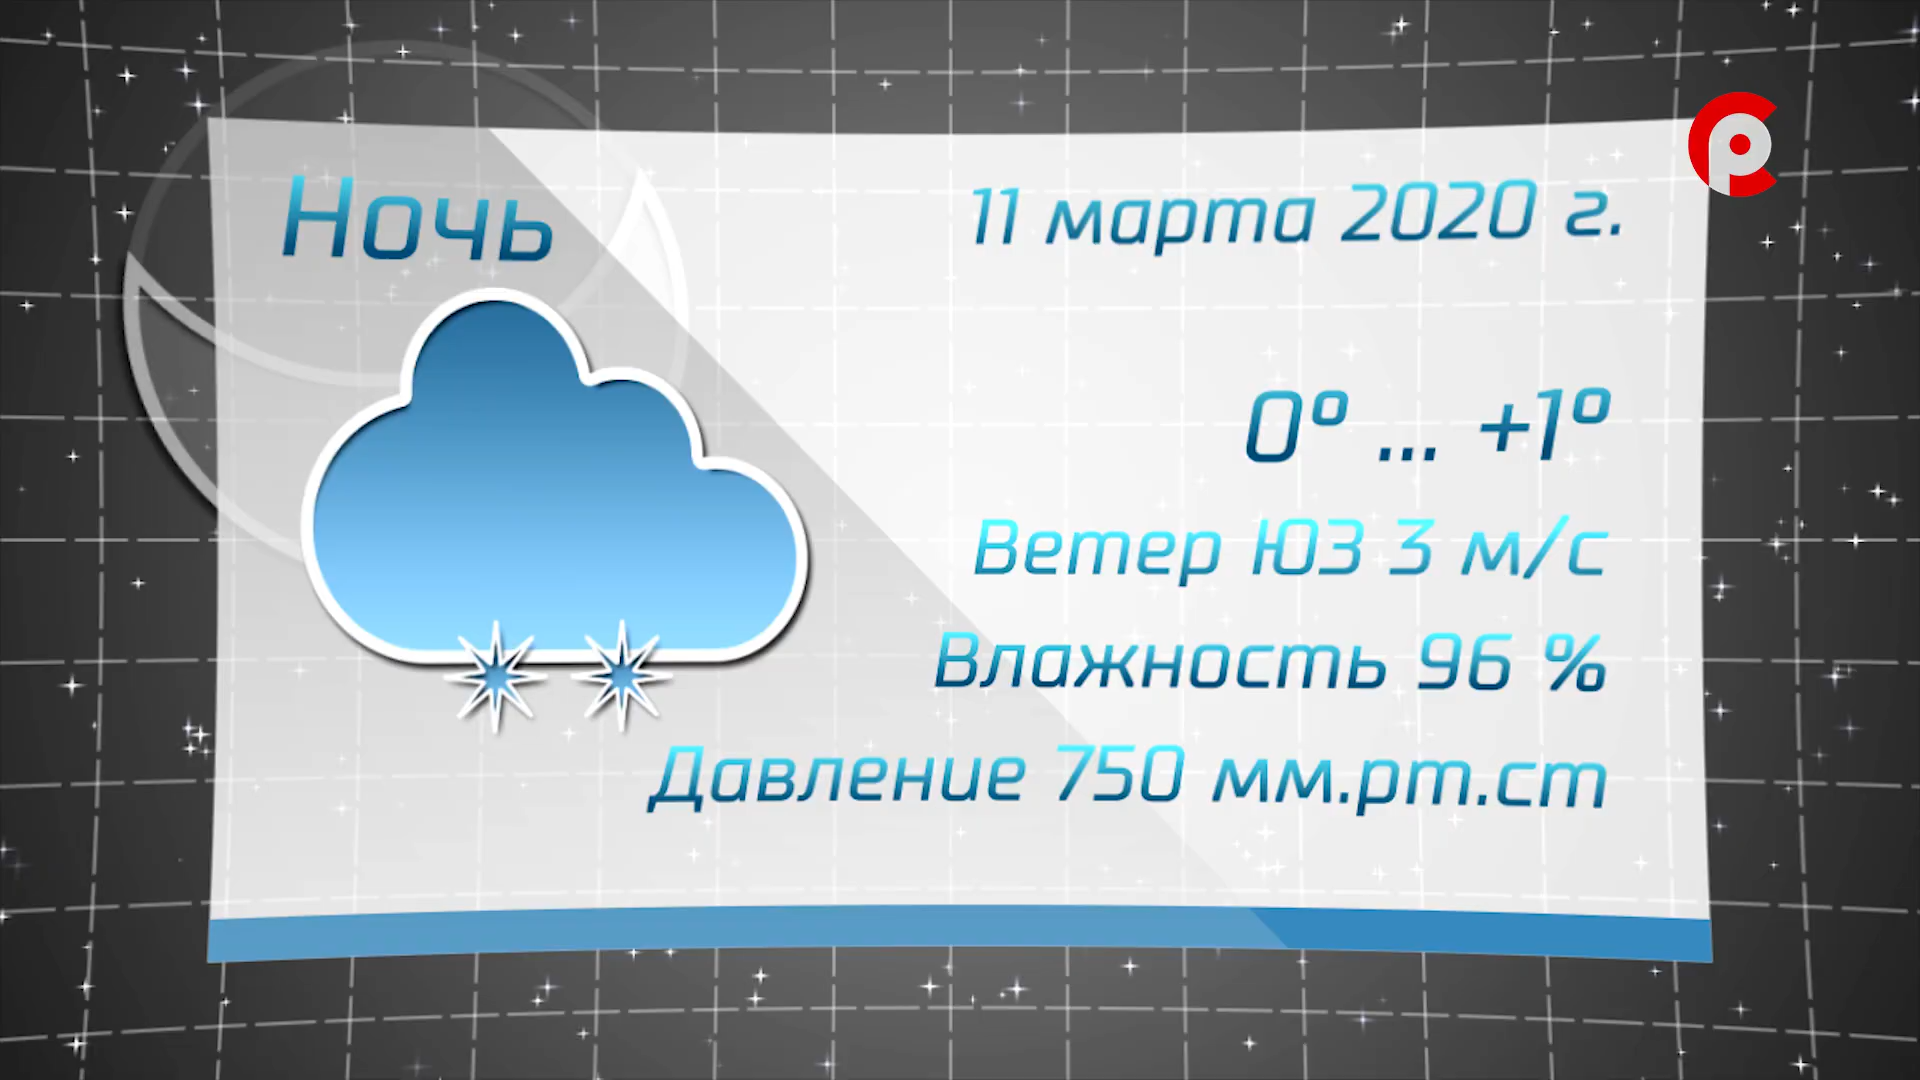 Ночь
11 марта 2020 г.
0° ... +1°
Ветер ЮЗ 3 м/с
Влажность 96 %
Давление 750 мм.рт.ст